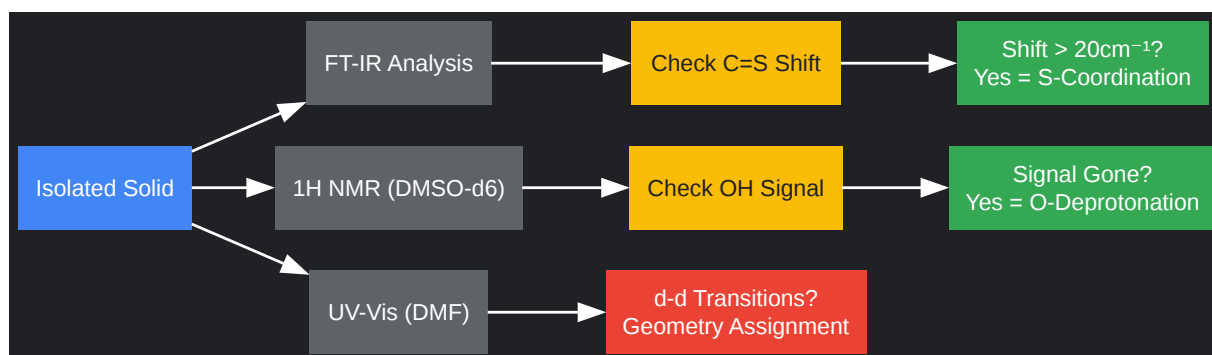 FT-IR Analysis
Check C=S Shift
Shift > 20cm⁻¹?
Yes = S-Coordination
Isolated Solid
1H NMR (DMSO-d6)
Check OH Signal
Signal Gone?
Yes = O-Deprotonation
UV-Vis (DMF)
d-d Transitions?
Geometry Assignment